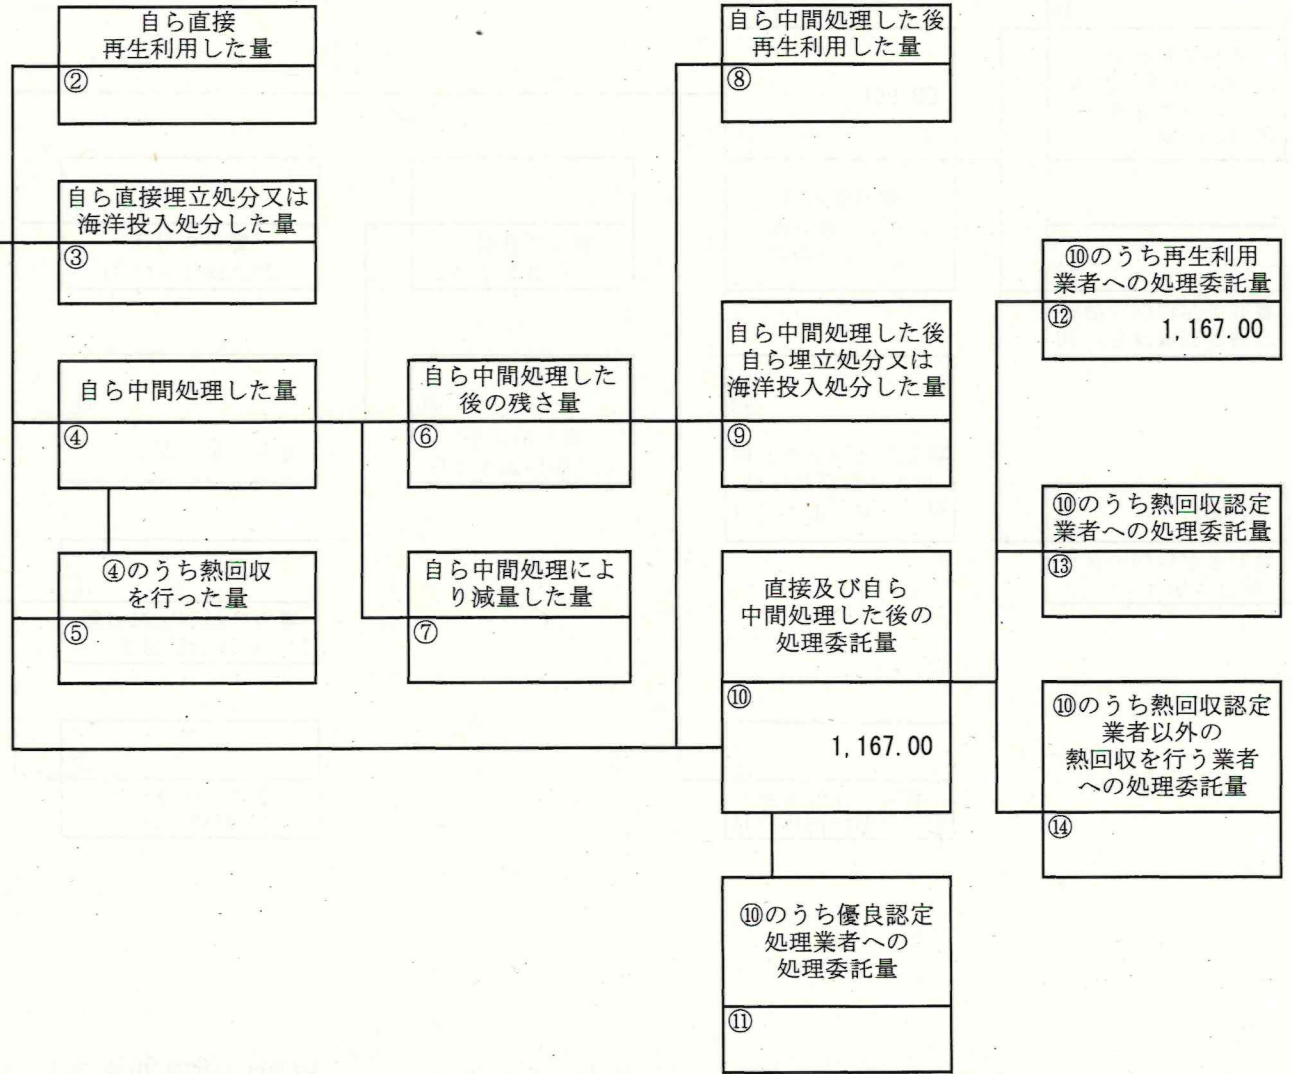 自ら直接
再生利用した量
②
自ら直接埋立処分又は
海洋投入処分した量
③
自ら中間処理した量
④
④のうち熱回収
を行った量
⑤
自ら中間処理した
後の残さ量
⑥
自ら中間処理によ
り減量した量
⑦
自ら中間処理した後
再生利用した量
⑧
自ら中間処理した後
自ら埋立処分又は
海洋投入処分した量
⑨
直接及び自ら
中間処理した後の
処理委託量
⑩
1,167.00
⑩のうち優良認定
処理業者への
処理委託量
⑪
⑩のうち再生利用
業者への処理委託量
⑫
1,167.00
⑩のうち熱回収認定
業者への処理委託量
⑬
⑩のうち熱回収認定
業者以外の
熱回収を行う業者
への処理委託量
⑭